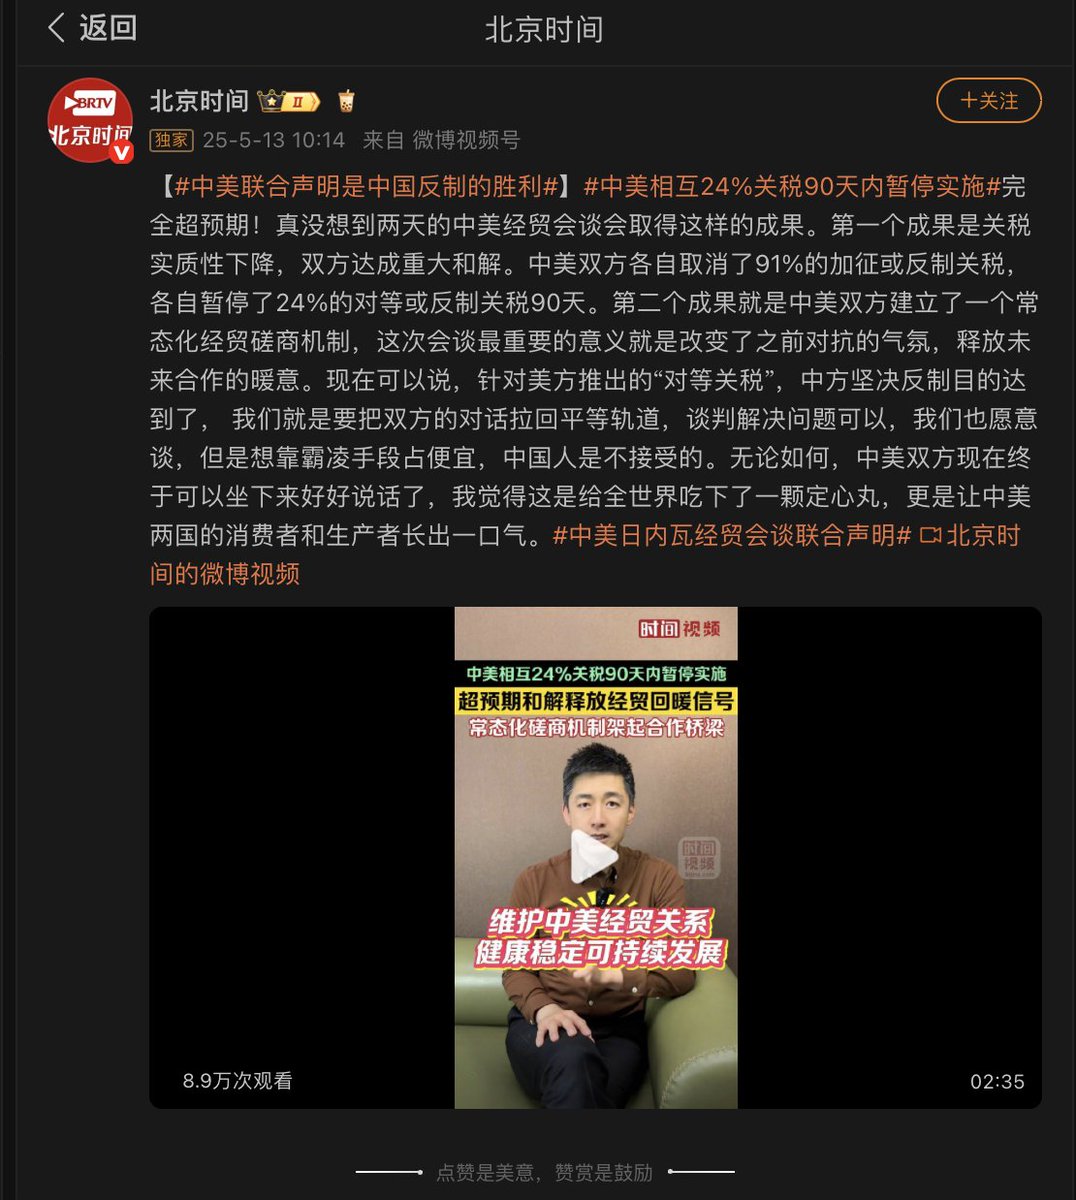 返回
北京时间
BRTV
北京时间
北京时间 II
+关注
独家 25-5-13 10:14 来自 微博视频号
【#中美联合声明是中国反制的胜利#】#中美相互24%关税90天内暂停实施#完
全超预期！真没想到两天的中美经贸会谈会取得这样的成果。第一个成果是关税
实质性下降，双方达成重大和解。中美双方各自取消了91%的加征或反制关税，
各自暂停了24%的对等或反制关税90天。第二个成果就是中美双方建立了一个常
态化经贸磋商机制，这次会谈最重要的意义就是改变了之前对抗的气氛，释放未
来合作的暖意。现在可以说，针对美方推出的“对等关税”，中方坚决反制目的达
到了， 我们就是要把双方的对话拉回平等轨道，谈判解决问题可以，我们也愿意
谈，但是想靠霸凌手段占便宜，中国人是不接受的。无论如何，中美双方现在终
于可以坐下来好好说话了，我觉得这是给全世界吃下了一颗定心丸，更是让中美
两国的消费者和生产者长出一口气。#中美日内瓦经贸会谈联合声明# 北京时
间的微博视频
时间视频
中美相互24%关税90天内暂停实施
超预期和解释放经贸回暖信号
常态化磋商机制架起合作桥梁
时间
视频
维护中美经贸关系
健康稳定可持续发展
8.9万次观看
02:35
点赞是美意，赞赏是鼓励